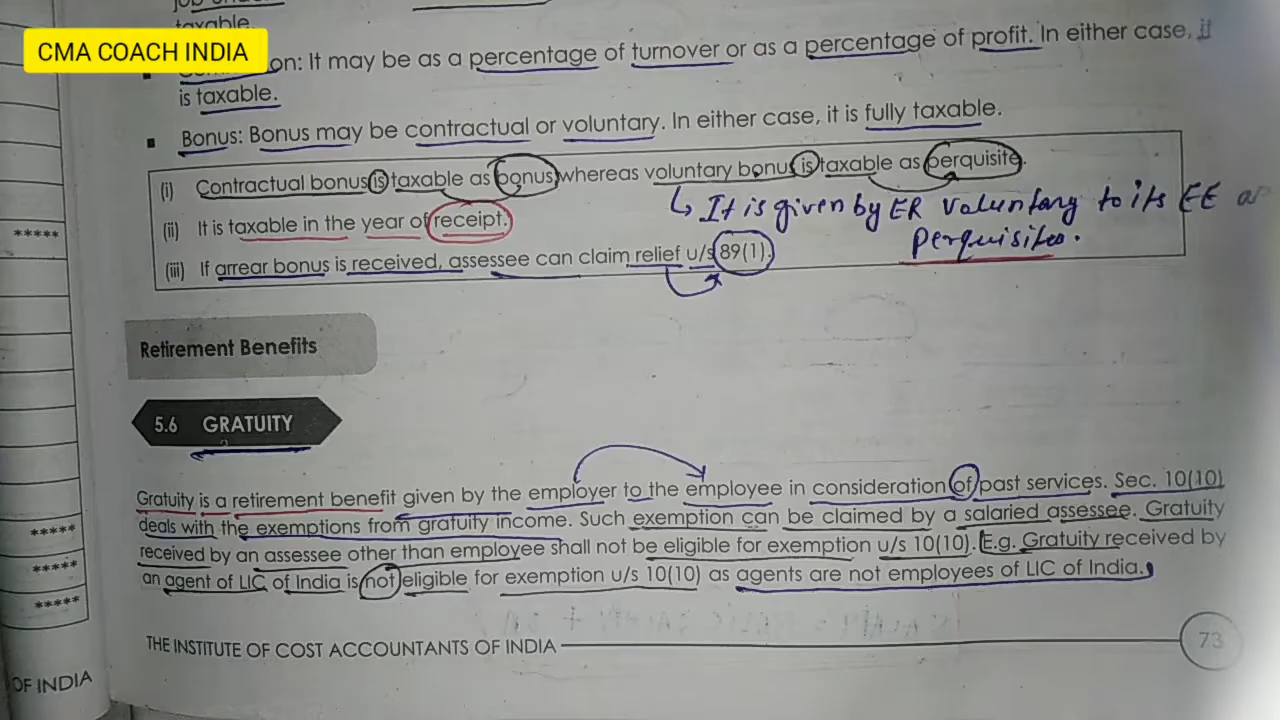 job under
taxable.
CMA COACH INDIA
on: It may be as a percentage of turnover or as a percentage of profit. In either case, it
is taxable.
Bonus: Bonus may be contractual or voluntary. In either case, it is fully taxable.
(i) Contractual bonus is taxable as bonus whereas voluntary bonus is taxable as perquisite.
↳ It is given by ER voluntary to its EE as
(ii) It is taxable in the year of receipt.
perquisites.
(iii) If arrear bonus is received, assessee can claim relief u/s 89(1).
*****
Retirement Benefits
5.6 GRATUITY
Gratuity is a retirement benefit given by the employer to the employee in consideration of past services. Sec. 10(10)
deals with the exemptions from gratuity income. Such exemption can be claimed by a salaried assessee. Gratuity
received by an assessee other than employee shall not be eligible for exemption u/s 10(10). E.g. Gratuity received by
an agent of LIC of India is not eligible for exemption u/s 10(10) as agents are not employees of LIC of India.
*****
*****
*****
THE INSTITUTE OF COST ACCOUNTANTS OF INDIA
73
OF INDIA